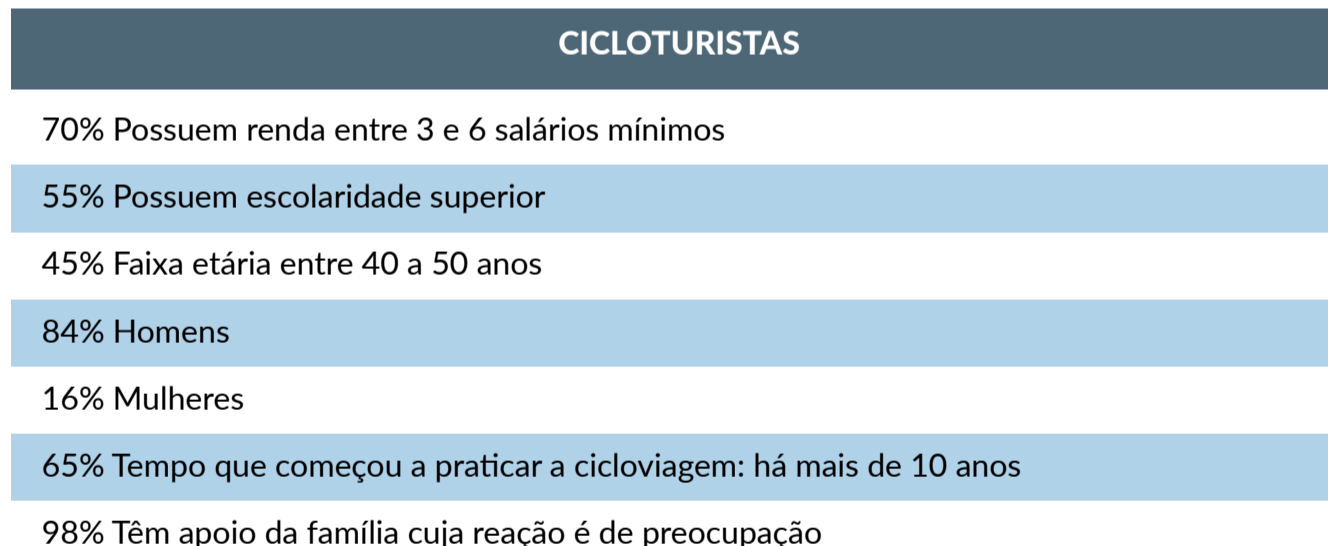 CICLOTURISTAS
70% Possuem renda entre 3 e 6 salários mínimos
55% Possuem escolaridade superior
45% Faixa etária entre 40 a 50 anos
84% Homens
16% Mulheres
65% Tempo que começou a praticar a cicloviagem: há mais de 10 anos
98% Têm apoio da família cuja reação é de preocupação